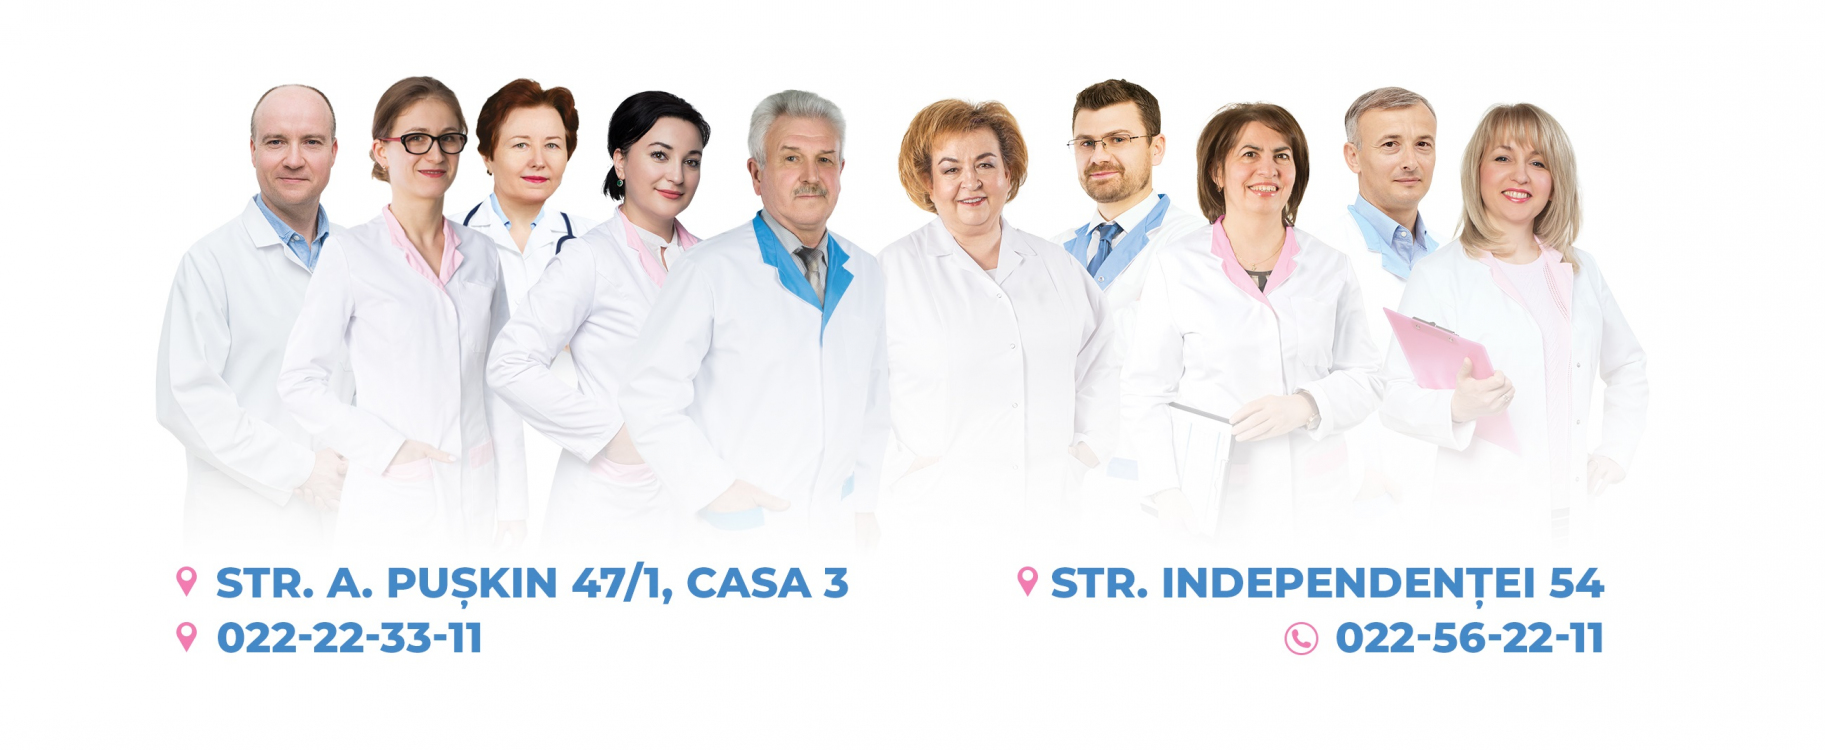 STR. A. PUȘKIN 47/1, CASA 3
022-22-33-11
STR. INDEPENDENȚEI 54
022-56-22-11